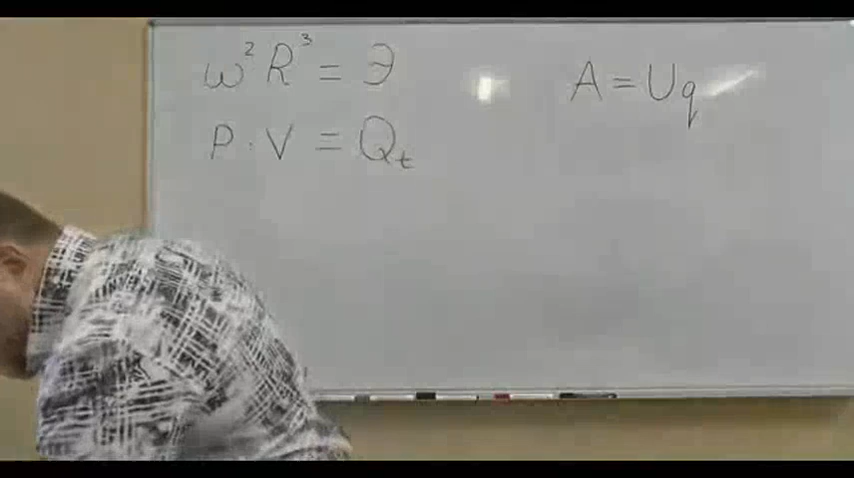 ω²R³ = Э
P · V = Qₜ
A = Uq